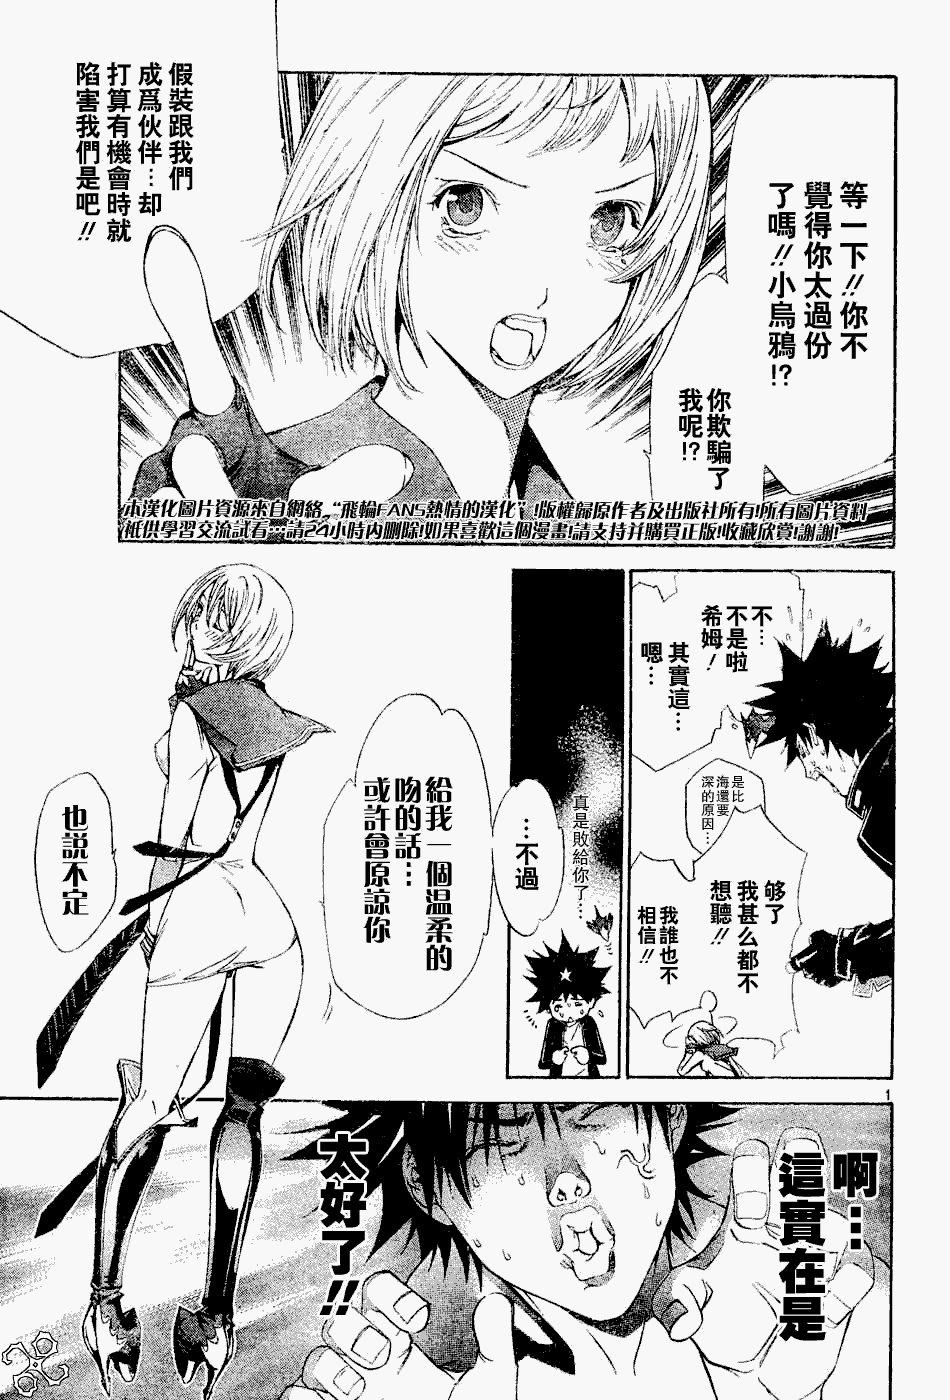 等一下!!你不
覺得你太過份
了嗎!!小烏鴉!?
你欺騙了
我呢!?
假裝跟我們
成爲伙伴…却
打算有機會時就
陷害我們是吧!!
本漢化圖片資源來自網絡“飛輪FANS熱情的漢化”!版權歸原作者及出版社所有!所有圖片資料
祗供學習交流試看…請24小時內刪除!如果喜歡這個漫畫!請支持并購買正版!收藏欣賞!謝謝!
不…
不是啦
希姆!
其實這…
嗯…
是比
海還要
深的原因…
够了
我甚么都不
想聽!!
我誰也不
相信!!
真是敗給你了…
…不過
給我一個温柔的
吻的話…
或許會原諒你
也説不定
1
啊…
這實在是
太好了!!